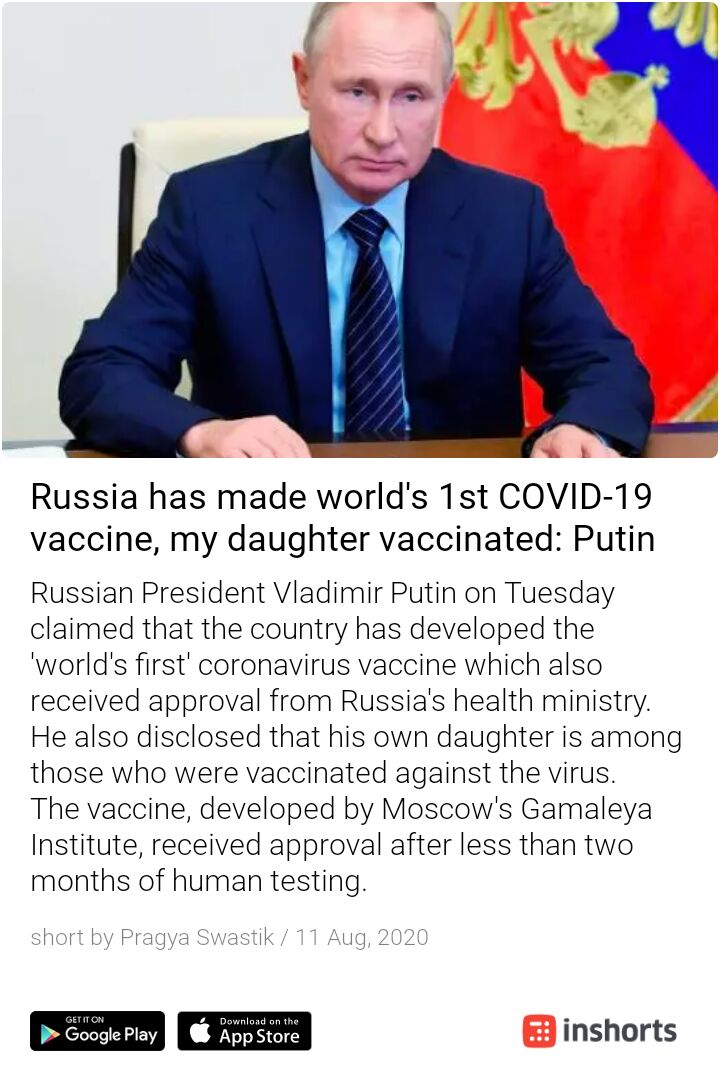 Russia has made world's 1st COVID-19
vaccine, my daughter vaccinated: Putin
Russian President Vladimir Putin on Tuesday
claimed that the country has developed the
'world's first' coronavirus vaccine which also
received approval from Russia's health ministry.
He also disclosed that his own daughter is among
those who were vaccinated against the virus.
The vaccine, developed by Moscow's Gamaleya
Institute, received approval after less than two
months of human testing.
short by Pragya Swastik / 11 Aug, 2020
GET IT ON
Google Play
Download on the
App Store
inshorts